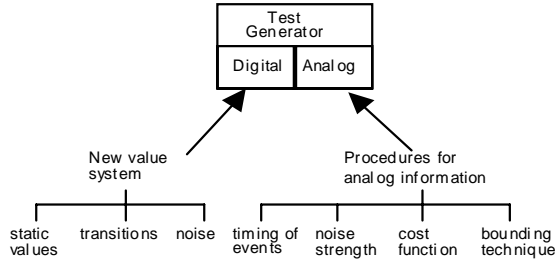 Test
Generator
Digital Analog
New value
system
Procedures for
analog information
static
values
transitions
noise
timing of
events
noise
strength
cost
function
bounding
technique